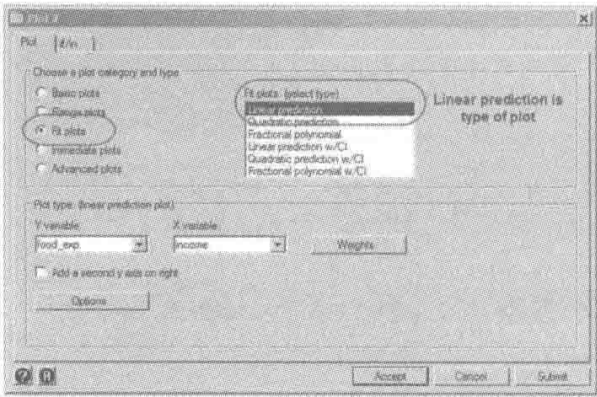 Plot 2
Plot
if/in
Choose a plot category and type
Basic plots
Range plots
Fit plots
Immediate plots
Advanced plots
Fit plots: (select type)
Linear prediction
Quadratic prediction
Fractional polynomial
Linear prediction w/CI
Quadratic prediction w/CI
Fractional polynomial w/CI
Linear prediction is
type of plot
Plot type: (linear prediction plot)
Y variable:
X variable:
food_exp
income
Weights
Add a second y axis on right
Options
Accept
Cancel
Submit